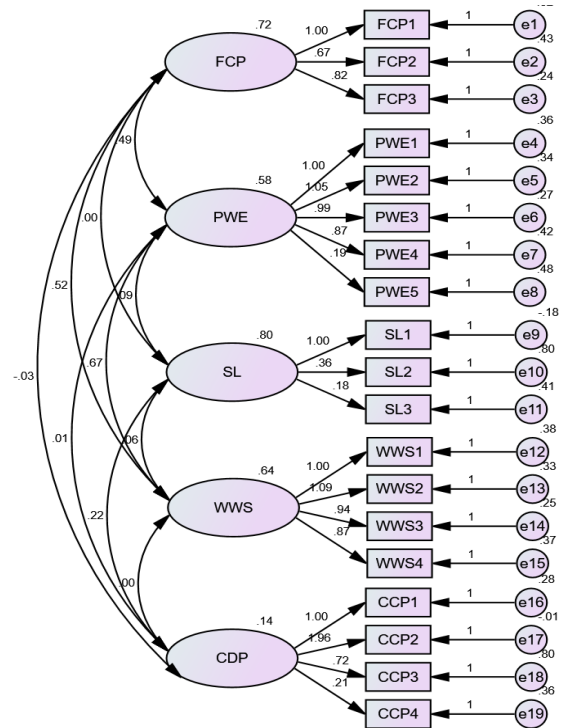 .72
1.00 FCP1 1 e1
.43
FCP .67 FCP2 1 e2
.24
.82 FCP3 1 e3
.36
.49
1.00 PWE1 1 e4
.34
.58 1.05 PWE2 1 e5
.27
.00 PWE .99 PWE3 1 e6
.42
.87 PWE4 1 e7
.48
.19 PWE5 1 e8
-.18
.52 .09
.80 1.00 SL1 1 e9
.80
-.03 .67 SL .36 SL2 1 e10
.41
.18 SL3 1 e11
.38
.01 .06
1.00 WWS1 1 e12
.33
.64 1.09 WWS2 1 e13
.25
.22 WWS .94 WWS3 1 e14
.37
.87 WWS4 1 e15
.28
.00
.14 1.00 CCP1 1 e16
-.01
1.96 CCP2 1 e17
.80
CDP .72 CCP3 1 e18
.36
.21 CCP4 1 e19